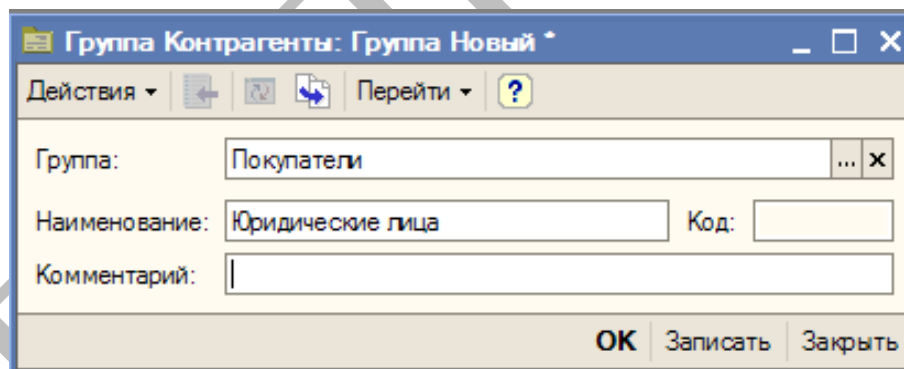 Группа Контрагенты: Группа Новый *
Действия Перейти ?
Группа: Покупатели ... x
Наименование: Юридические лица Код:
Комментарий:
OK Записать Закрыть